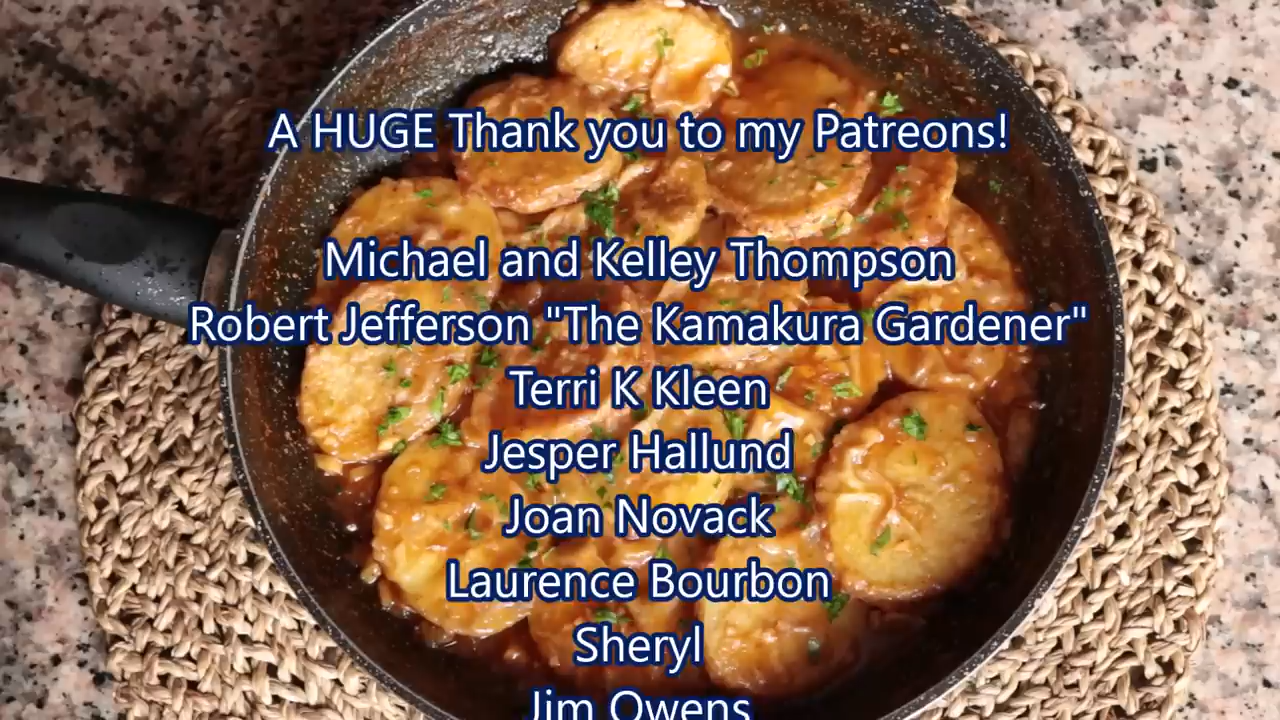 A HUGE Thank you to my Patreons!
Michael and Kelley Thompson
Robert Jefferson "The Kamakura Gardener"
Terri K Kleen
Jesper Hallund
Joan Novack
Laurence Bourbon
Sheryl
Jim Owens